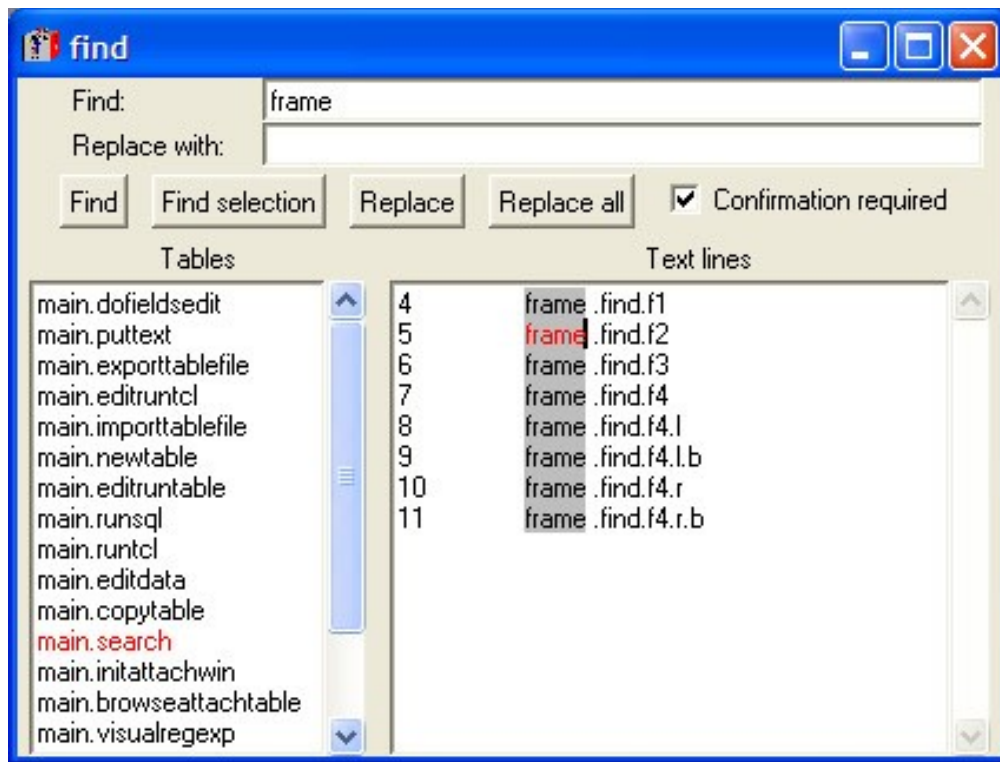 find
Find: frame
Replace with:
Find Find selection Replace Replace all Confirmation required
Tables
main.dofieldsedit
main.puttext
main.exporttablefile
main.editruntcl
main.importtablefile
main.newtable
main.editruntable
main.runsql
main.runtcl
main.editdata
main.copytable
main.search
main.initattachwin
main.browseattachtable
main.visualregexp
Text lines
4 frame .find.f1
5 frame .find.f2
6 frame .find.f3
7 frame .find.f4
8 frame .find.f4.l
9 frame .find.f4.l.b
10 frame .find.f4.r
11 frame .find.f4.r.b